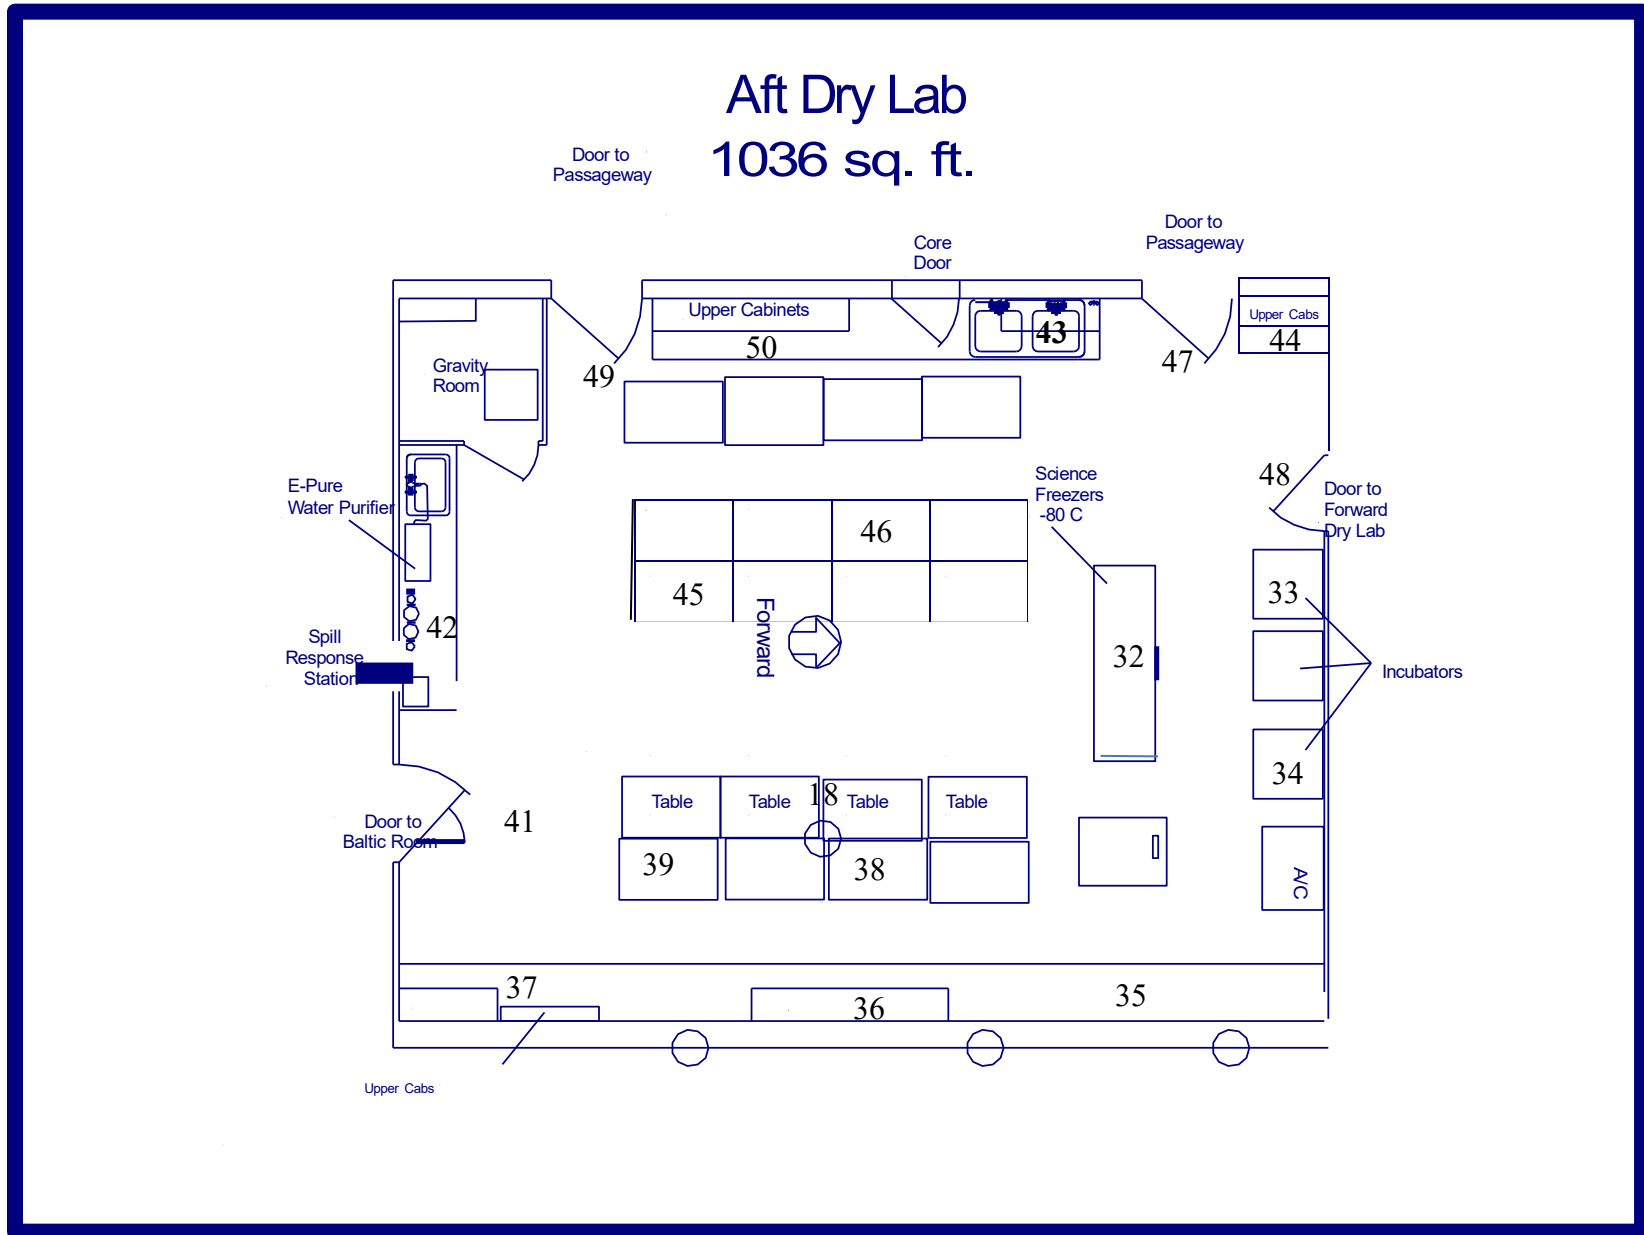 Aft Dry Lab
1036 sq. ft.
Door to
Passageway
Door to
Passageway
Core
Door
Upper Cabinets
50
43
Upper Cabs
44
47
49
Gravity
Room
48
Science
Freezers
-80 C
Door to
Forward
Dry Lab
E-Pure
Water Purifier
46
45
33
Forward
42
32
Spill
Response
Station
Incubators
34
Table
Table
18
Table
Table
41
Door to
Baltic Room
39
38
A/C
37
36
35
Upper Cabs